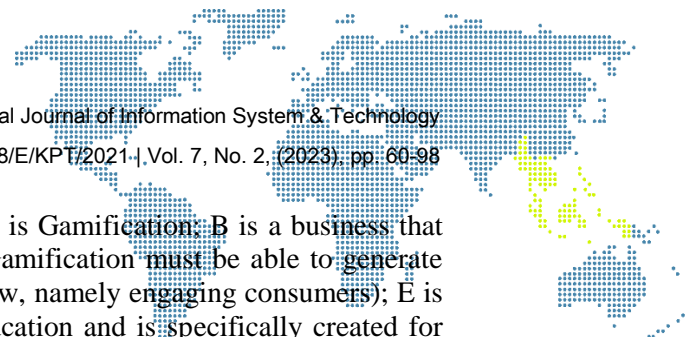 al Journal of Information System & Technology
8/E/KPT/2021 | Vol. 7, No. 2, (2023), pp. 60-98
is Gamification; B is a business that
amification must be able to generate
w, namely engaging consumers); E is
cation and is specifically created for